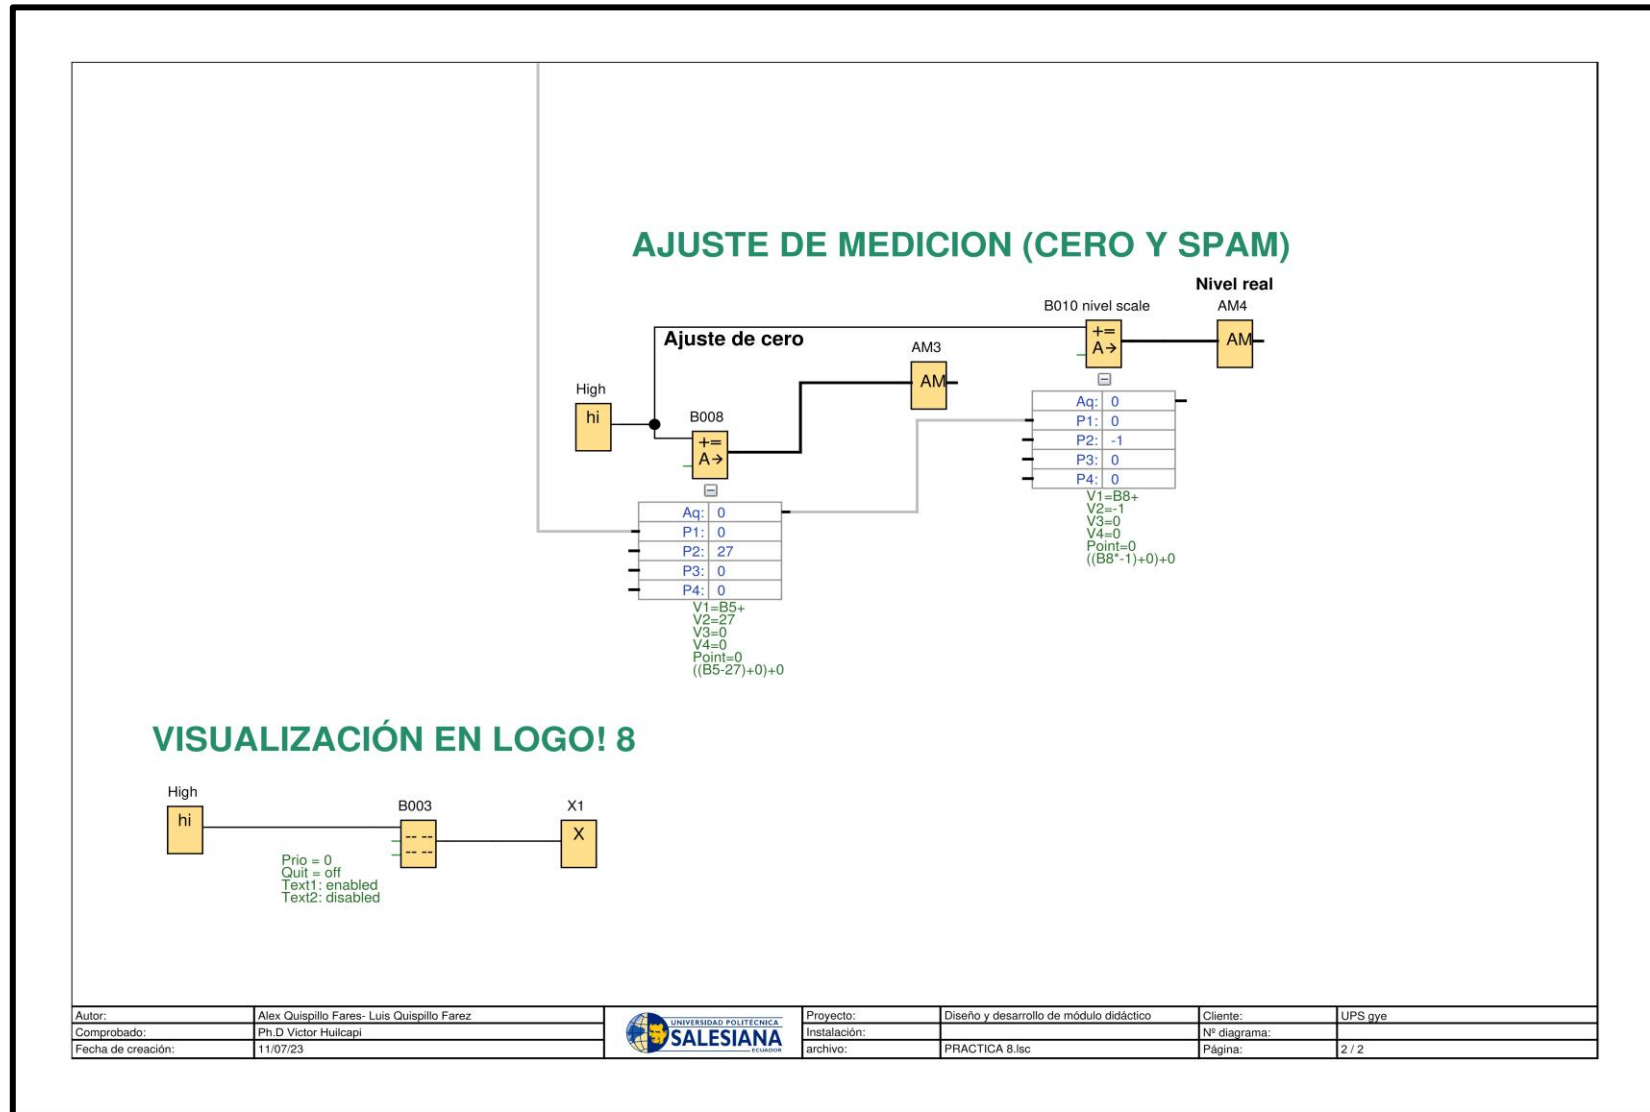 AJUSTE DE MEDICION (CERO Y SPAM)
Nivel real
B010 nivel scale
AM4
+=
A→
AM
Ajuste de cero
AM3
AM
High
hi
B008
+=
A→
Aq: 0
P1: 0
P2: -1
P3: 0
P4: 0
V1=B8+
V2=-1
V3=0
V4=0
Point=0
((B8*-1)+0)+0
Aq: 0
P1: 0
P2: 27
P3: 0
P4: 0
V1=B5+
V2=27
V3=0
V4=0
Point=0
((B5-27)+0)+0
VISUALIZACIÓN EN LOGO! 8
High
hi
B003
-- --
-- --
X1
X
Prio = 0
Quit = off
Text1: enabled
Text2: disabled
Autor: Alex Quispillo Fares- Luis Quispillo Farez
Comprobado: Ph.D Victor Huilcapi
Fecha de creación: 11/07/23
UNIVERSIDAD POLITÉCNICA
SALESIANA
ECUADOR
Proyecto: Diseño y desarrollo de módulo didáctico
Instalación:
archivo: PRACTICA 8.lsc
Cliente: UPS gye
Nº diagrama:
Página: 2 / 2